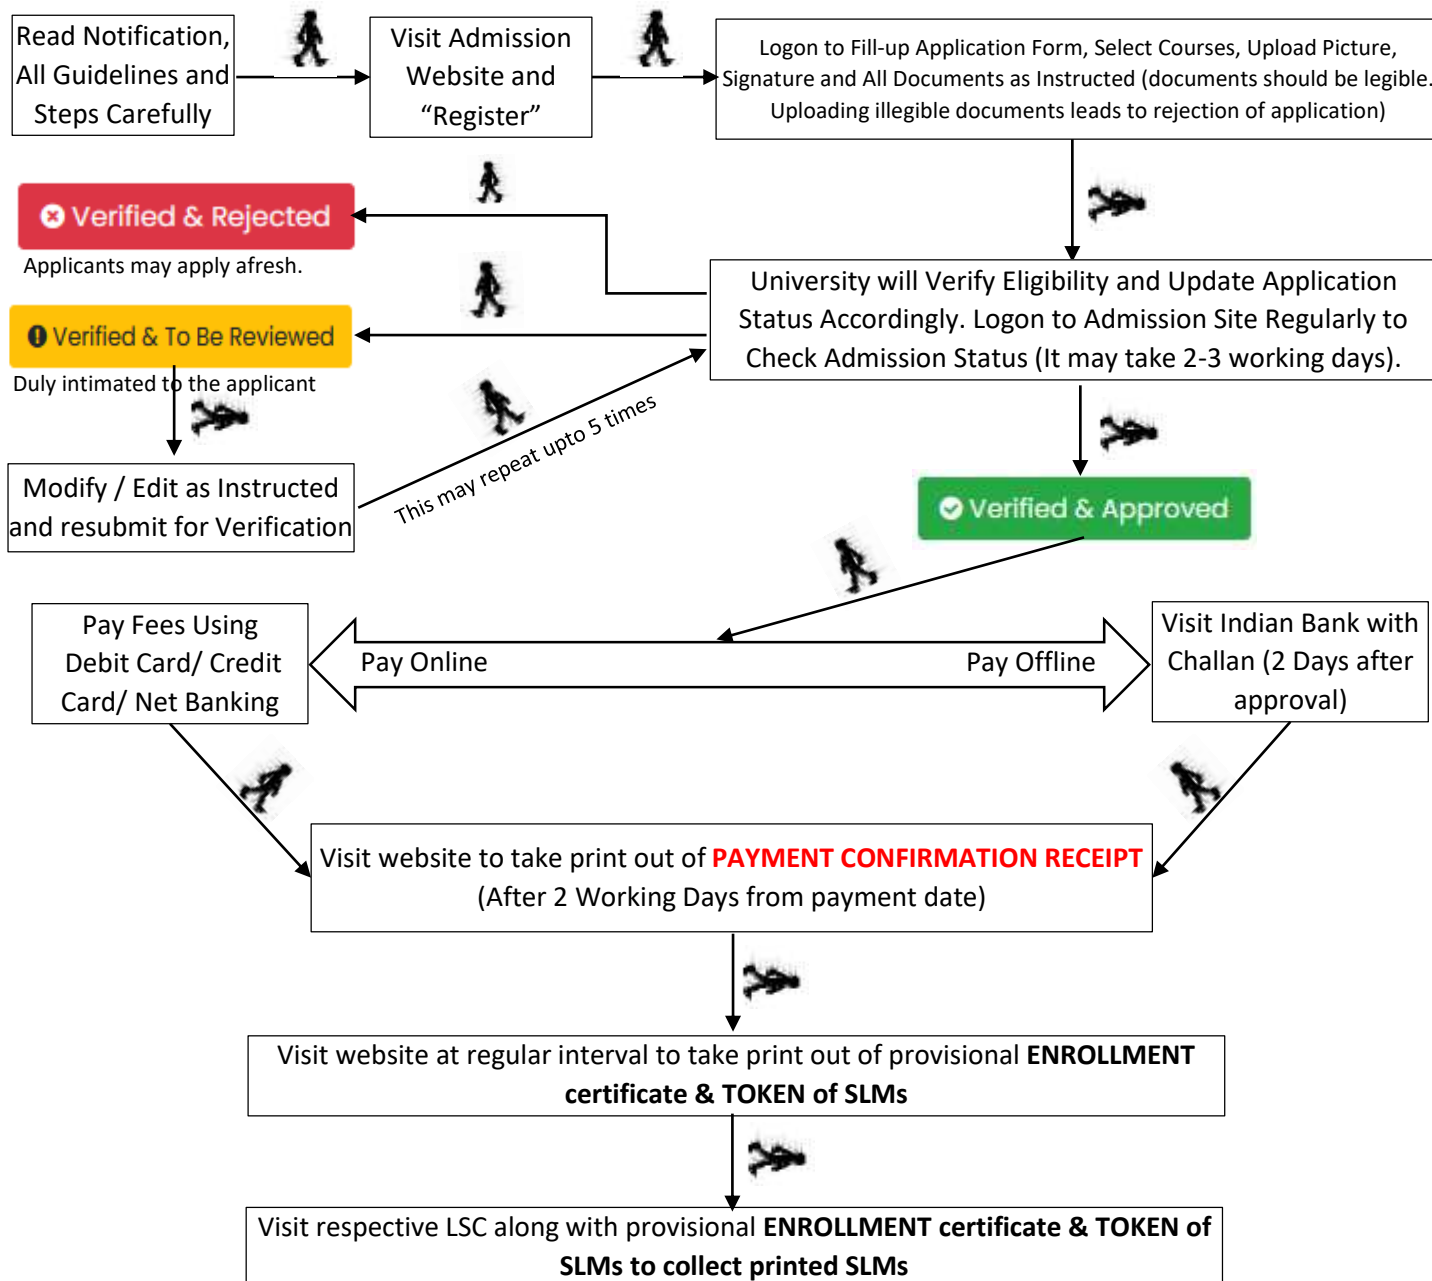 Read Notification,
All Guidelines and
Steps Carefully
Visit Admission
Website and
“Register”
Logon to Fill-up Application Form, Select Courses, Upload Picture,
Signature and All Documents as Instructed (documents should be legible.
Uploading illegible documents leads to rejection of application)
Verified & Rejected
Applicants may apply afresh.
University will Verify Eligibility and Update Application
Status Accordingly. Logon to Admission Site Regularly to
Check Admission Status (It may take 2-3 working days).
Verified & To Be Reviewed
Duly intimated to the applicant
This may repeat upto 5 times
Modify / Edit as Instructed
and resubmit for Verification
Verified & Approved
Pay Fees Using
Debit Card/ Credit
Card/ Net Banking
Pay Online
Pay Offline
Visit Indian Bank with
Challan (2 Days after
approval)
Visit website to take print out of PAYMENT CONFIRMATION RECEIPT
(After 2 Working Days from payment date)
Visit website at regular interval to take print out of provisional ENROLLMENT
certificate & TOKEN of SLMs
Visit respective LSC along with provisional ENROLLMENT certificate & TOKEN of
SLMs to collect printed SLMs